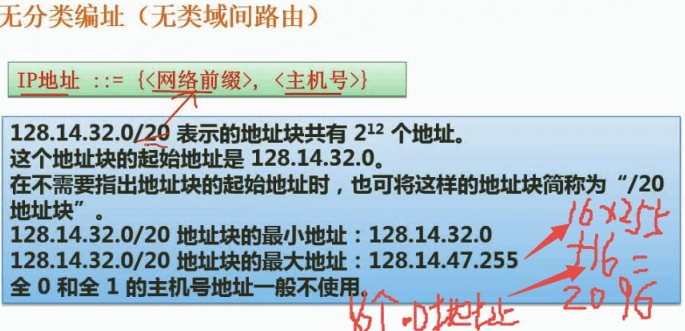 无分类编址（无类域间路由）
IP地址 ::= {<网络前缀>, <主机号>}
128.14.32.0/20 表示的地址块共有 2¹² 个地址。
这个地址块的起始地址是 128.14.32.0。
在不需要指出地址块的起始地址时，也可将这样的地址块简称为“/20
地址块”。
128.14.32.0/20 地址块的最小地址：128.14.32.0
128.14.32.0/20 地址块的最大地址：128.14.47.255
全 0 和全 1 的主机号地址一般不使用。
16×255
+16=
2096
16个.0地址